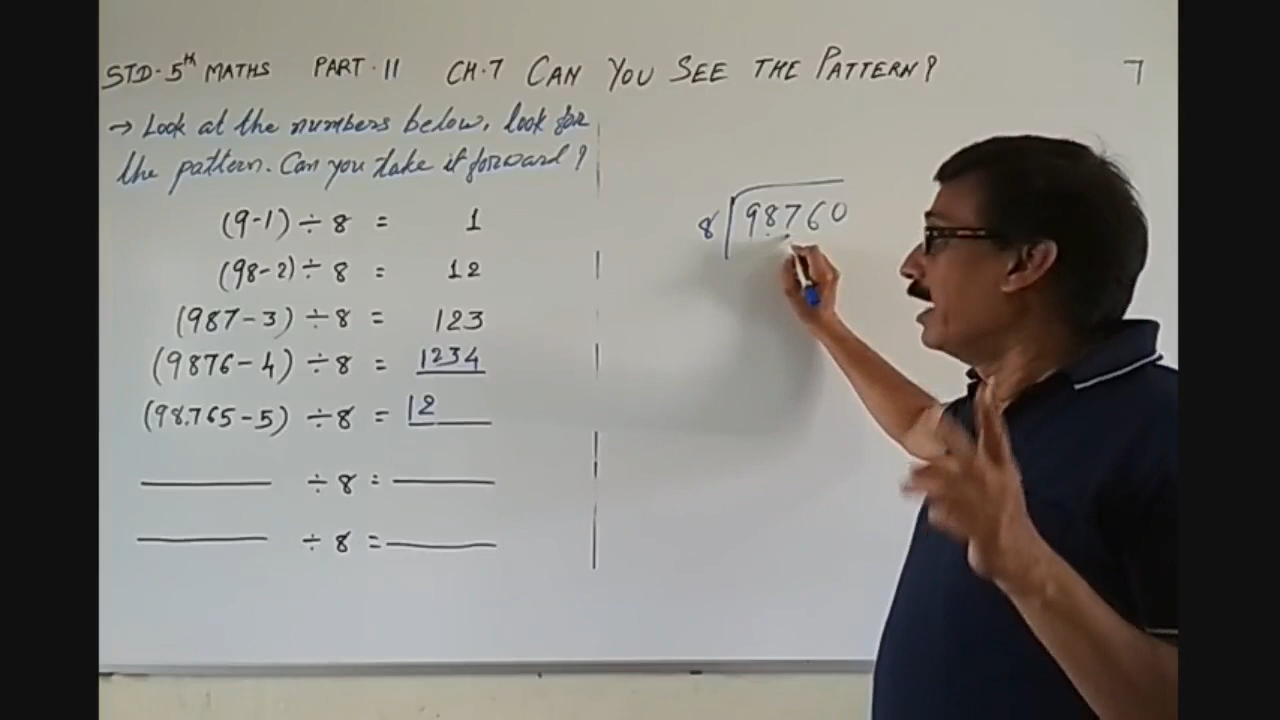 STD-5th MATHS PART-11 CH.7 CAN YOU SEE THE PATTERN? 7
→ Look at the numbers below, look for
the pattern. Can you take it forward?
(9-1) ÷ 8 = 1
(98-2) ÷ 8 = 12
(987-3) ÷ 8 = 123
(9876-4) ÷ 8 = 1234
(98765-5) ÷ 8 = 12
÷ 8 =
÷ 8 =
8 98760